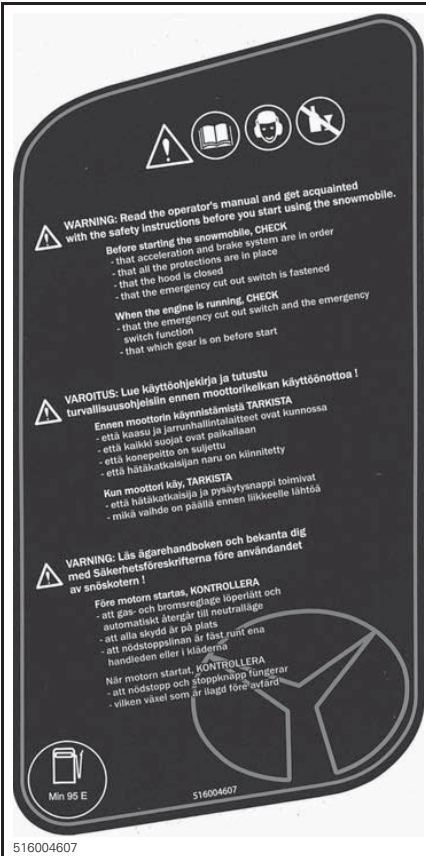 WARNING: Read the operator's manual and get acquainted
with the safety instructions before you start using the snowmobile.
Before starting the snowmobile, CHECK
- that acceleration and brake system are in order
- that all the protections are in place
- that the hood is closed
- that the emergency cut out switch is fastened
When the engine is running, CHECK
- that the emergency cut out switch and the emergency
switch function
- that which gear is on before start
VAROITUS: Lue käyttöohjekirja ja tutustu
turvallisuusohjeisiin ennen moottorikelkan käyttöönottoa !
Ennen moottorin käynnistämistä TARKISTA
- että kaasu ja jarrunhallintalaitteet ovat kunnossa
- että kaikki suojat ovat paikallaan
- että konepeitto on suljettu
- että hätäkatkaisijan naru on kiinnitetty
Kun moottori käy, TARKISTA
- että hätäkatkaisija ja pysäytysnappi toimivat
- mikä vaihde on päällä ennen liikkeelle lähtöä
VARNING: Läs ägarehandboken och bekanta dig
med Säkerhetsföreskrifterna före användandet
av snöskotern !
Före motorn startas, KONTROLLERA
- att gas- och bromsreglage löperlätt och
automatiskt återgår till neutralläge
- att alla skydd är på plats
- att nödstoppslinan är fäst runt ena
handleden eller i kläderna
När motorn startat, KONTROLLERA
- att nödstopp och stoppknapp fungerar
- vilken växel som är ilagd före avfärd
Min 95 E
516004607
516004607